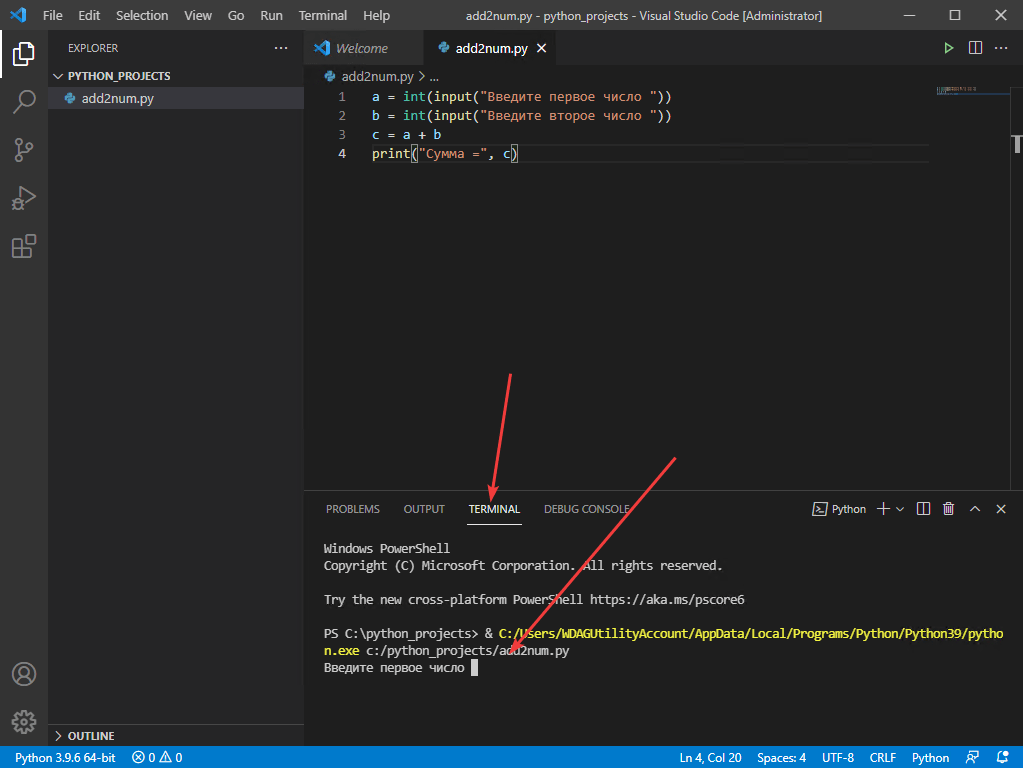 File Edit Selection View Go Run Terminal Help add2num.py - python_projects - Visual Studio Code [Administrator]
EXPLORER
PYTHON_PROJECTS
add2num.py
Welcome
add2num.py
add2num.py > ...
1 a = int(input("Введите первое число "))
2 b = int(input("Введите второе число "))
3 c = a + b
4 print("Сумма =", c)
PROBLEMS OUTPUT TERMINAL DEBUG CONSOLE
Python
Windows PowerShell
Copyright (C) Microsoft Corporation. All rights reserved.
Try the new cross-platform PowerShell https://aka.ms/pscore6
PS C:\python_projects> & C:/Users/WDAGUtilityAccount/AppData/Local/Programs/Python/Python39/pytho
n.exe c:/python_projects/add2num.py
Введите первое число
OUTLINE
Python 3.9.6 64-bit 0 0 Ln 4, Col 20 Spaces: 4 UTF-8 CRLF Python